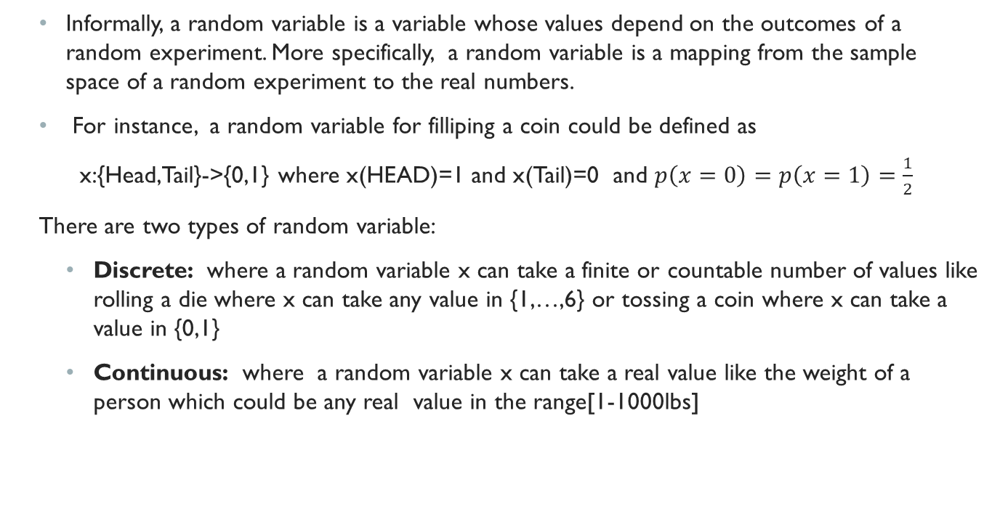 • Informally, a random variable is a variable whose values depend on the outcomes of a
random experiment. More specifically, a random variable is a mapping from the sample
space of a random experiment to the real numbers.
• For instance, a random variable for filliping a coin could be defined as
x:{Head,Tail}->{0,1} where x(HEAD)=1 and x(Tail)=0 and p(x = 0) = p(x = 1) = 1/2
There are two types of random variable:
• Discrete: where a random variable x can take a finite or countable number of values like
rolling a die where x can take any value in {1,…,6} or tossing a coin where x can take a
value in {0,1}
• Continuous: where a random variable x can take a real value like the weight of a
person which could be any real value in the range[1-1000lbs]